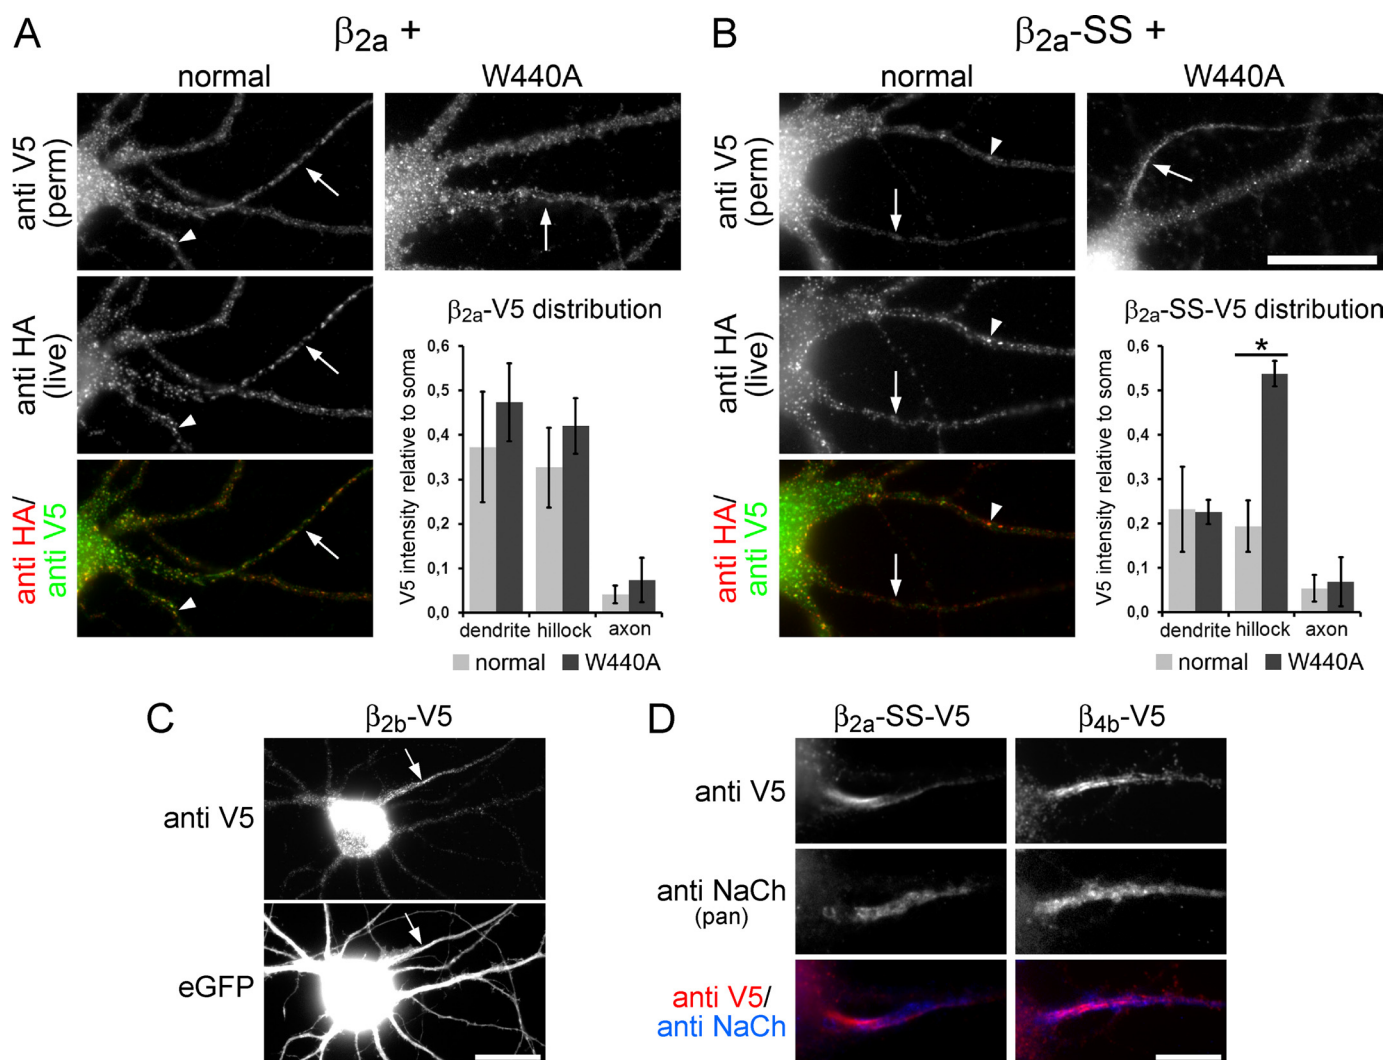 A
β2a +
normal
W440A
anti V5
(perm)
anti HA
(live)
anti HA/
anti V5
β2a-V5 distribution
V5 intensity relative to soma
0,6
0,5
0,4
0,3
0,2
0,1
0,0
dendrite
hillock
axon
normal
W440A
B
β2a-SS +
normal
W440A
anti V5
(perm)
anti HA
(live)
anti HA/
anti V5
β2a-SS-V5 distribution
V5 intensity relative to soma
0,6
0,5
0,4
0,3
0,2
0,1
0,0
*
dendrite
hillock
axon
normal
W440A
C
β2b-V5
anti V5
eGFP
D
β2a-SS-V5
β4b-V5
anti V5
anti NaCh
(pan)
anti V5/
anti NaCh